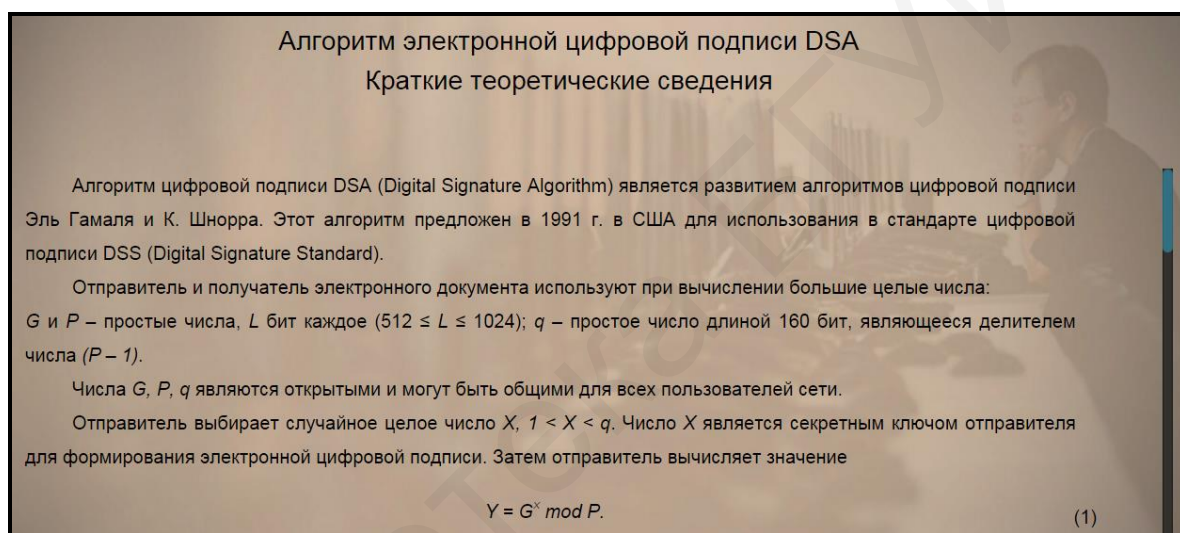 Алгоритм электронной цифровой подписи DSA
Краткие теоретические сведения
Алгоритм цифровой подписи DSA (Digital Signature Algorithm) является развитием алгоритмов цифровой подписи
Эль Гамаля и К. Шнорра. Этот алгоритм предложен в 1991 г. в США для использования в стандарте цифровой
подписи DSS (Digital Signature Standard).
Отправитель и получатель электронного документа используют при вычислении большие целые числа:
G и P – простые числа, L бит каждое (512 ≤ L ≤ 1024); q – простое число длиной 160 бит, являющееся делителем
числа (P – 1).
Числа G, P, q являются открытыми и могут быть общими для всех пользователей сети.
Отправитель выбирает случайное целое число X, 1 < X < q. Число X является секретным ключом отправителя
для формирования электронной цифровой подписи. Затем отправитель вычисляет значение
Y = Gˣ mod P. (1)